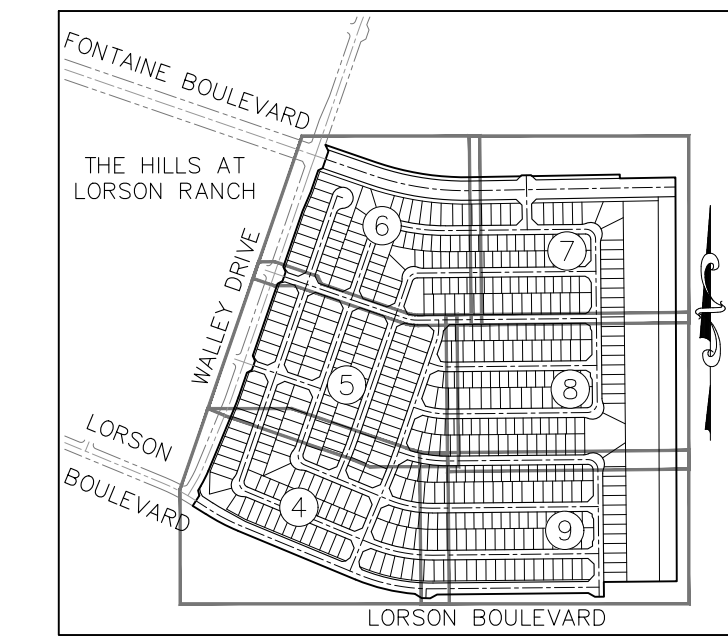 FONTAINE BOULEVARD
THE HILLS AT
LORSON RANCH
WALLEY DRIVE
6
7
5
8
LORSON
BOULEVARD
4
9
LORSON BOULEVARD